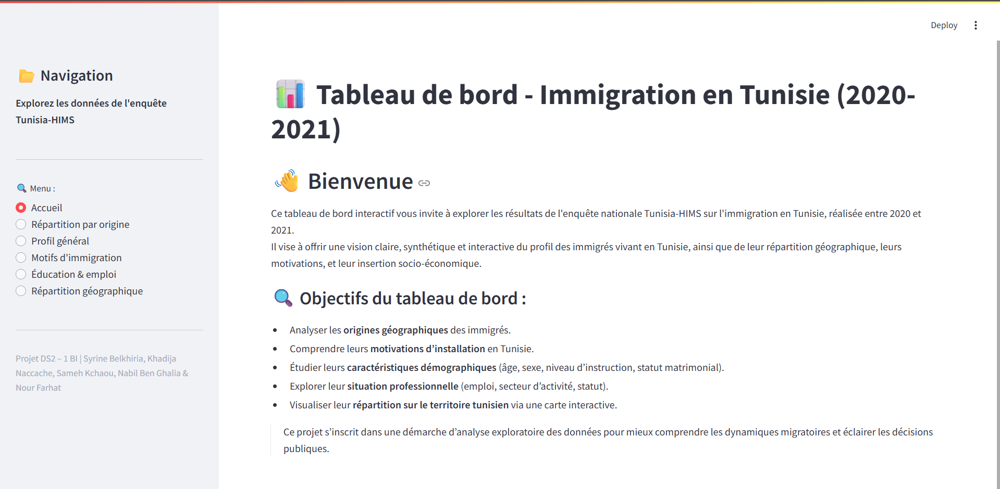 Deploy
Navigation
Explorez les données de l'enquête
Tunisia-HIMS
Menu :
Accueil
Répartition par origine
Profil général
Motifs d'immigration
Éducation & emploi
Répartition géographique
Projet DS2 – 1 BI | Syrine Belkhiria, Khadija
Naccache, Sameh Kchaou, Nabil Ben Ghalia &
Nour Farhat
Tableau de bord - Immigration en Tunisie (2020-
2021)
Bienvenue
Ce tableau de bord interactif vous invite à explorer les résultats de l'enquête nationale Tunisia-HIMS sur l'immigration en Tunisie, réalisée entre 2020 et
2021.
Il vise à offrir une vision claire, synthétique et interactive du profil des immigrés vivant en Tunisie, ainsi que de leur répartition géographique, leurs
motivations, et leur insertion socio-économique.
Objectifs du tableau de bord :
• Analyser les origines géographiques des immigrés.
• Comprendre leurs motivations d’installation en Tunisie.
• Étudier leurs caractéristiques démographiques (âge, sexe, niveau d’instruction, statut matrimonial).
• Explorer leur situation professionnelle (emploi, secteur d’activité, statut).
• Visualiser leur répartition sur le territoire tunisien via une carte interactive.
Ce projet s’inscrit dans une démarche d’analyse exploratoire des données pour mieux comprendre les dynamiques migratoires et éclairer les décisions
publiques.